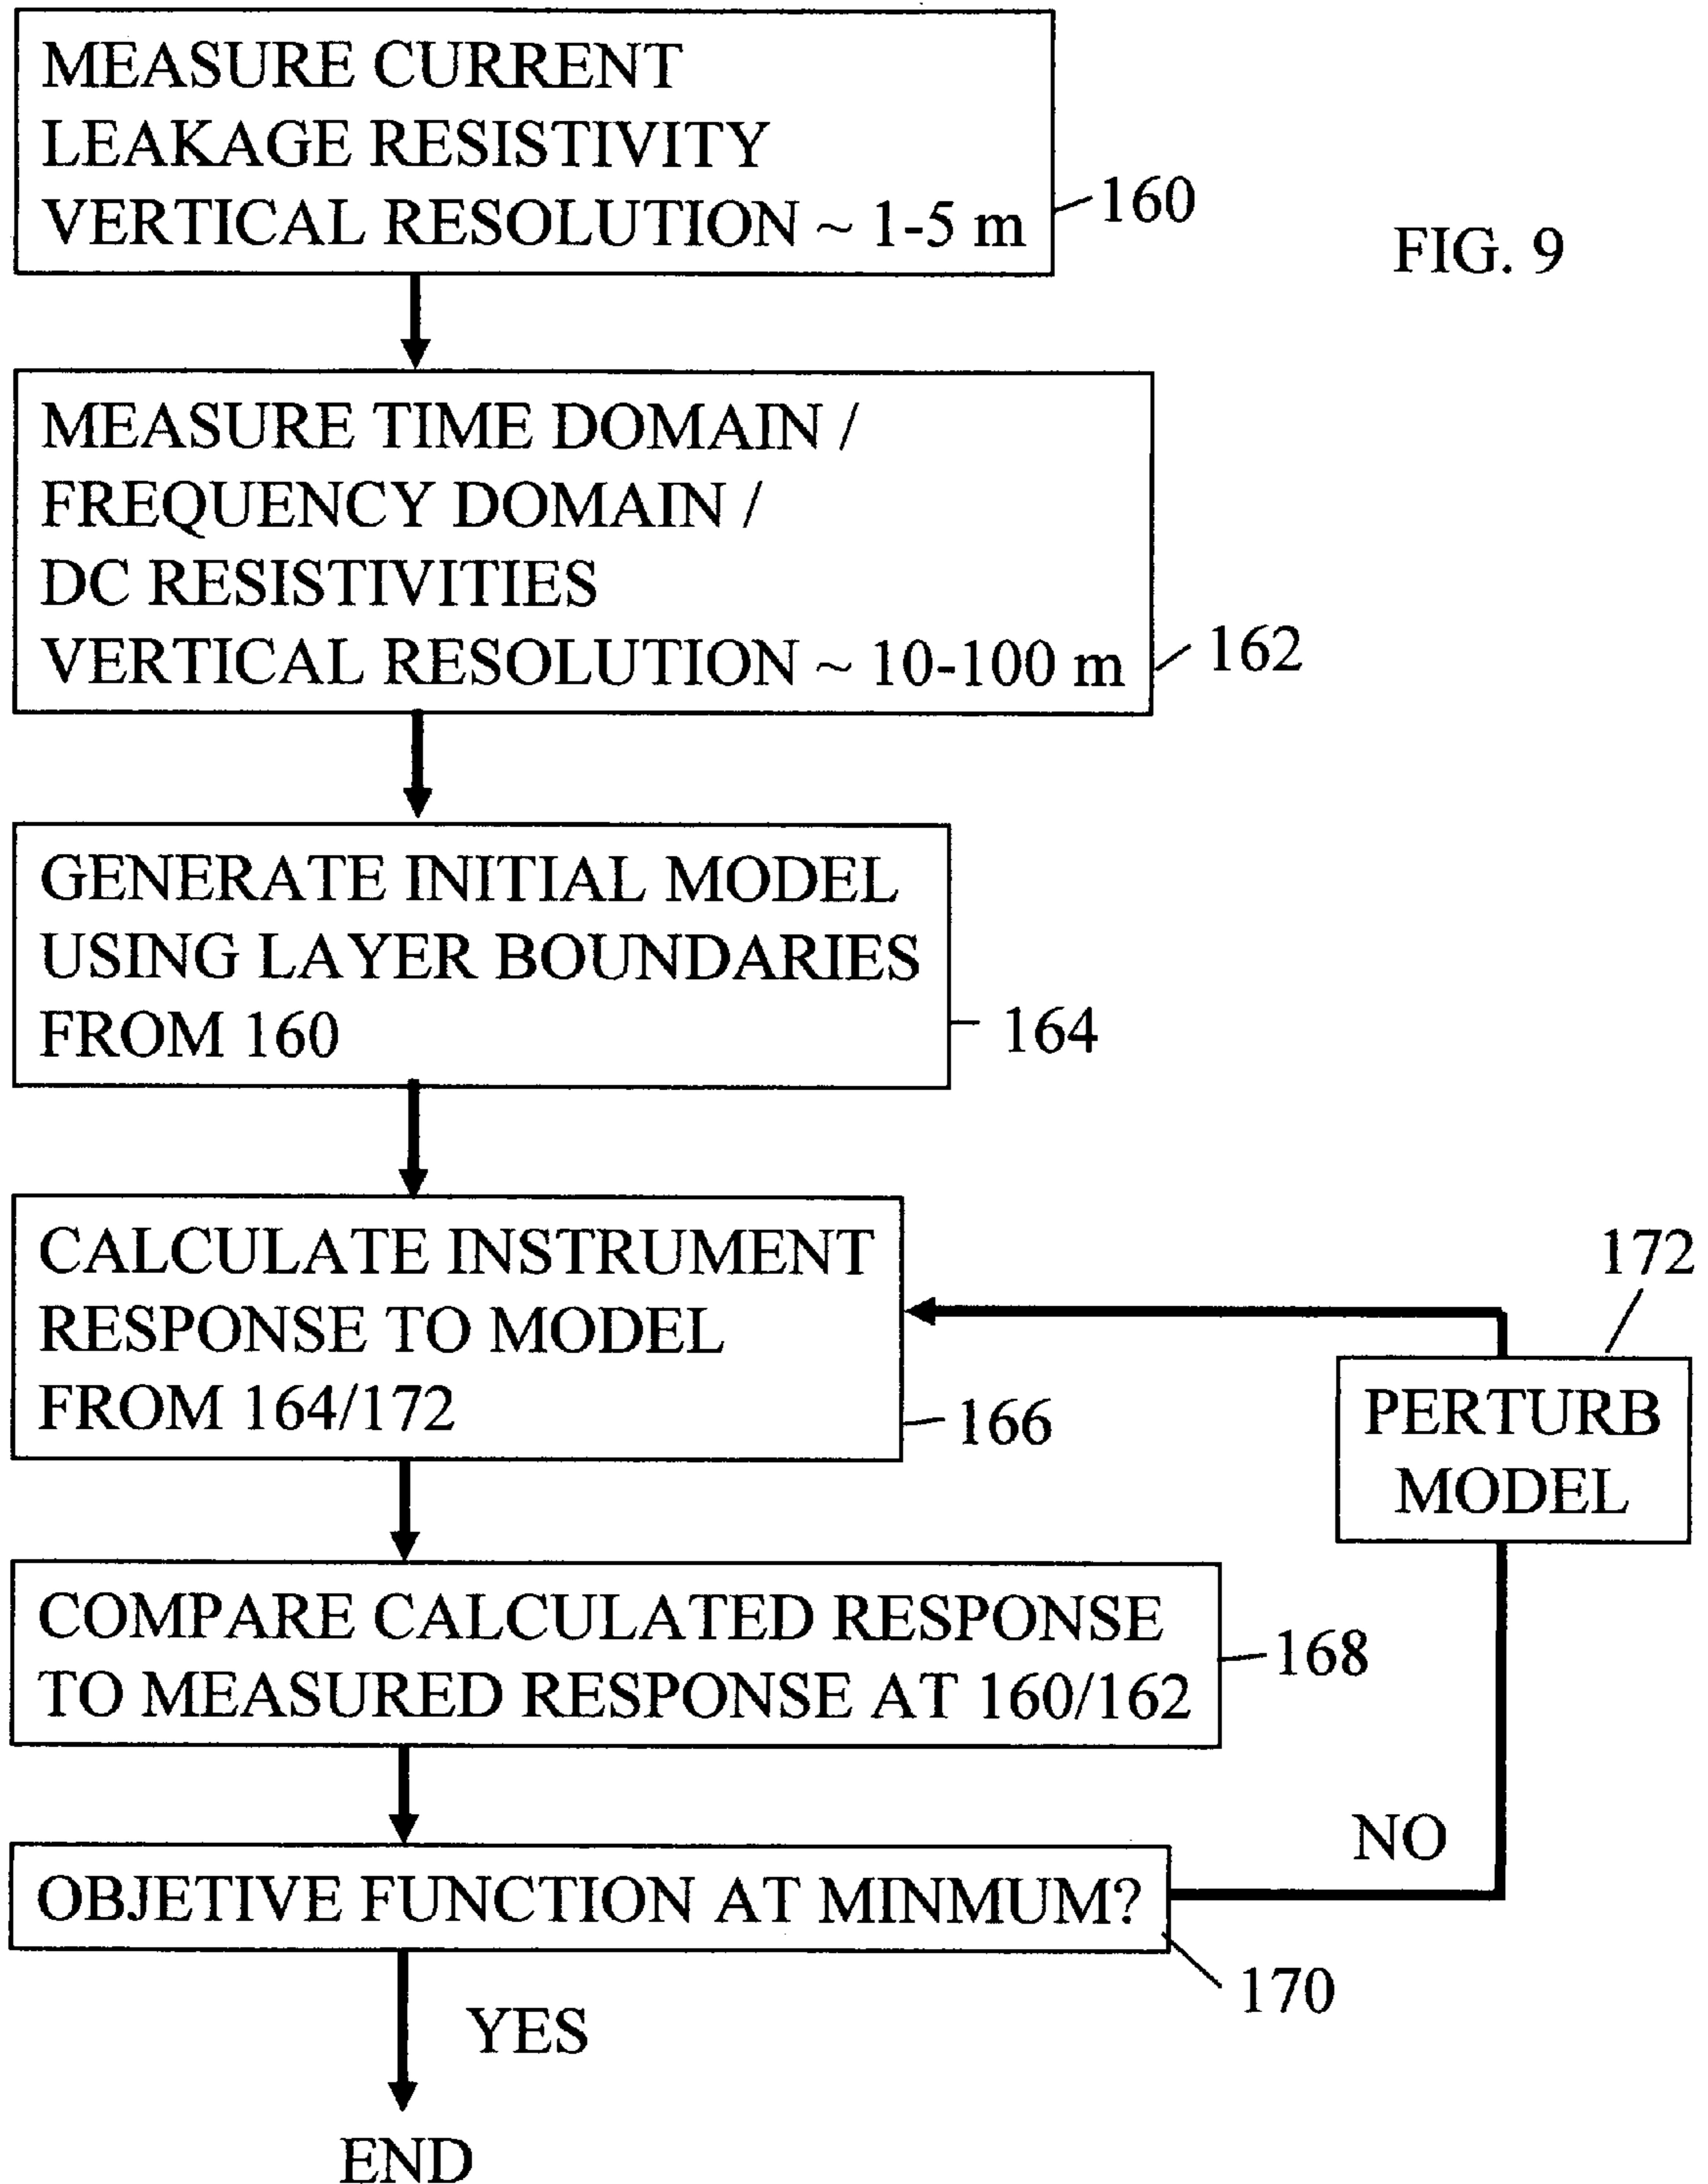 MEASURE CURRENT
LEAKAGE RESISTIVITY
VERTICAL RESOLUTION ~ 1-5 m
160
FIG. 9
MEASURE TIME DOMAIN /
FREQUENCY DOMAIN /
DC RESISTIVITIES
VERTICAL RESOLUTION ~ 10-100 m
162
GENERATE INITIAL MODEL
USING LAYER BOUNDARIES
FROM 160
164
CALCULATE INSTRUMENT
RESPONSE TO MODEL
FROM 164/172
166
172
PERTURB
MODEL
COMPARE CALCULATED RESPONSE
TO MEASURED RESPONSE AT 160/162
168
OBJETIVE FUNCTION AT MINMUM?
NO
170
YES
END